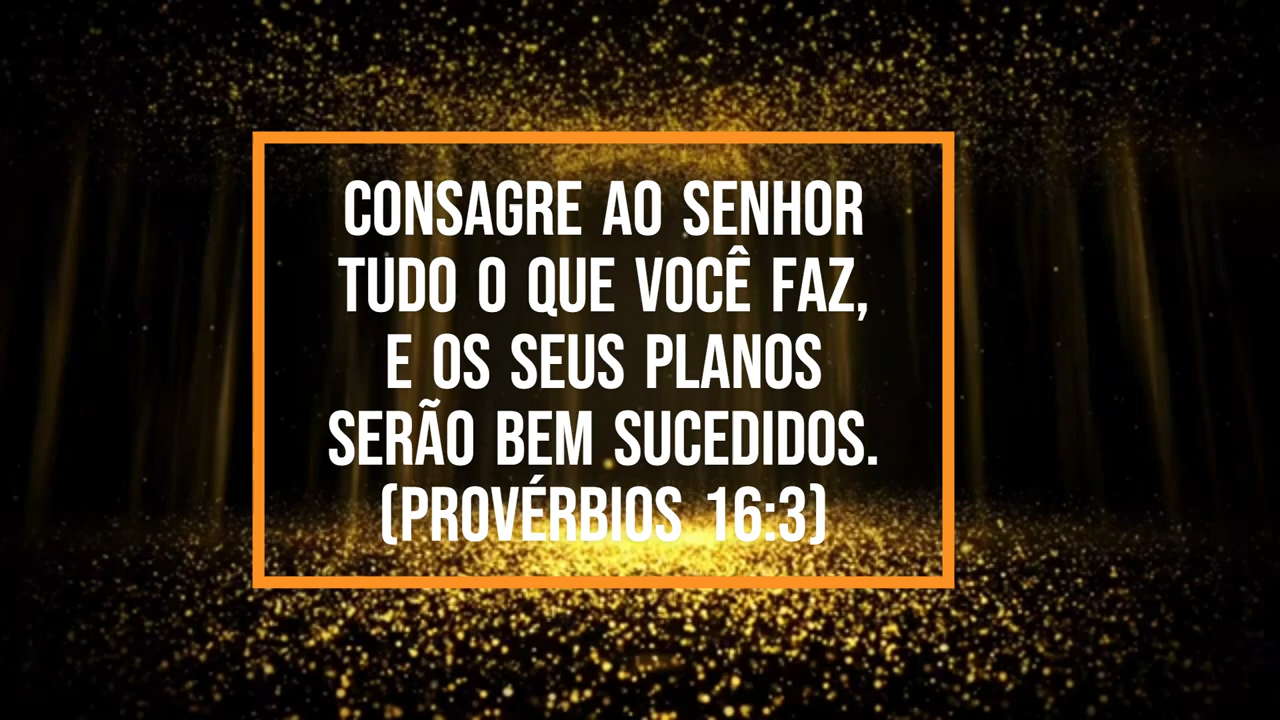 CONSAGRE AO SENHOR
TUDO O QUE VOCÊ FAZ,
E OS SEUS PLANOS
SERÃO BEM SUCEDIDOS.
(PROVÉRBIOS 16:3)